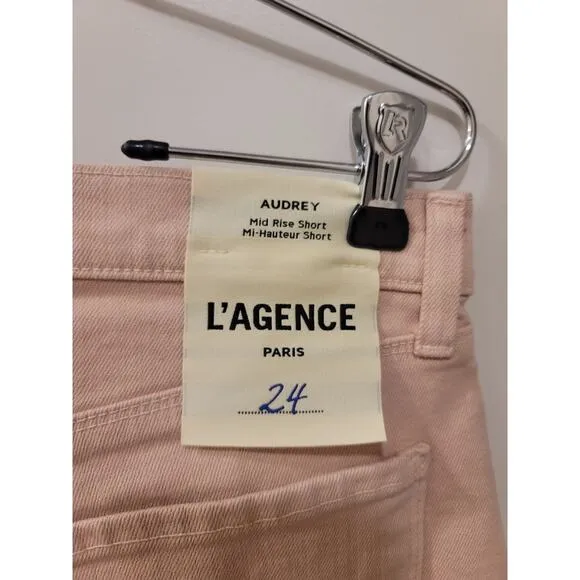 AUDREY
Mid Rise Short
Mi-Hauteur Short
L'AGENCE
PARIS
24